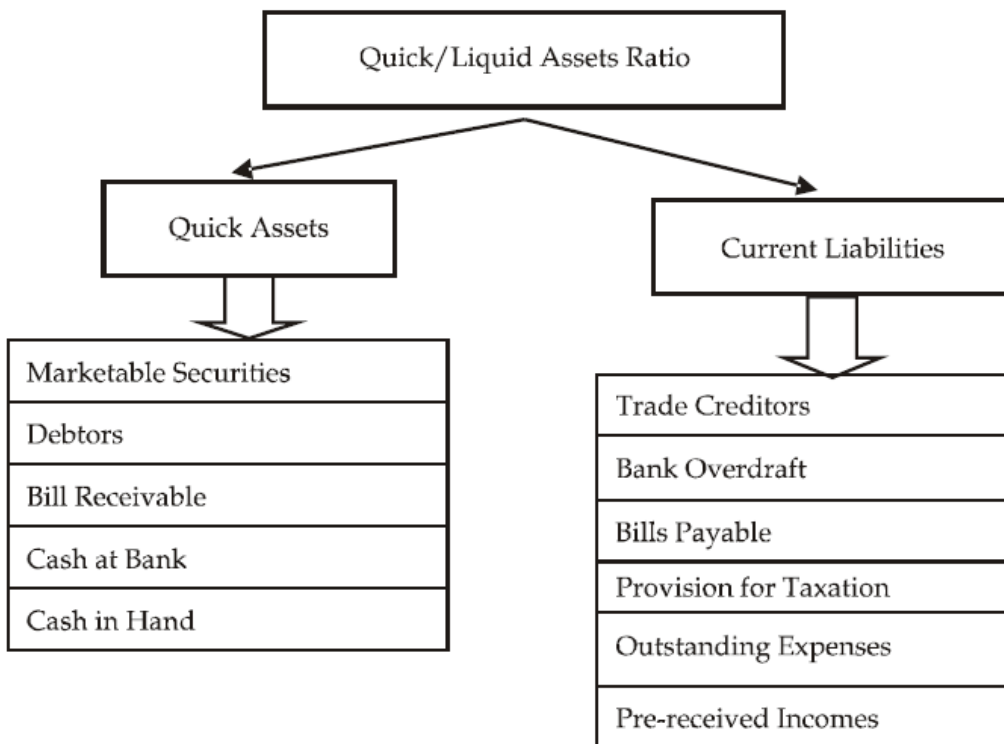 Quick/Liquid Assets Ratio
Quick Assets
Marketable Securities
Debtors
Bill Receivable
Cash at Bank
Cash in Hand
Current Liabilities
Trade Creditors
Bank Overdraft
Bills Payable
Provision for Taxation
Outstanding Expenses
Pre-received Incomes